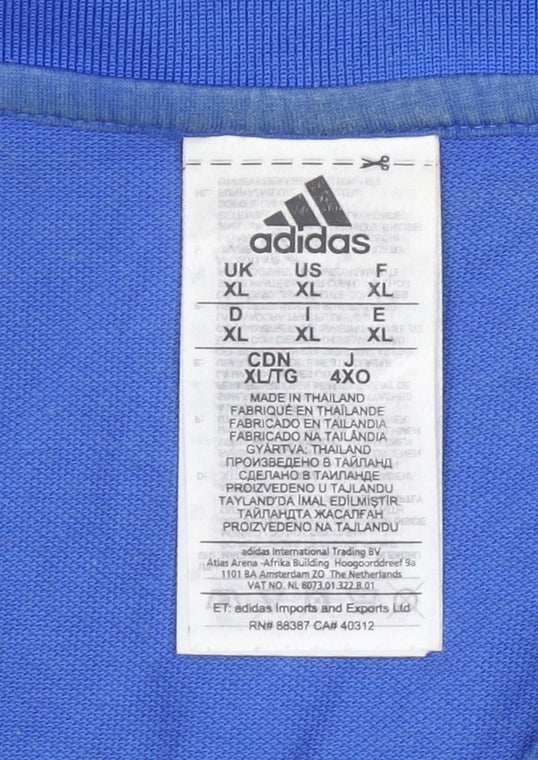 adidas
UK US F
XL XL XL
D I E
XL XL XL
CDN J
XL/TG 4XO
MADE IN THAILAND
FABRIQUÉ EN THAÏLANDE
FABRICADO EN TAILANDIA
FABRICADO NA TAILÂNDIA
GYÁRTVA: THAILAND
ПРОИЗВЕДЕНО В ТАЙЛАНД
СДЕЛАНО В ТАИЛАНДЕ
PROIZVEDENO U TAJLANDU
TAYLAND'DA İMAL EDİLMİŞTİR
ТАЙЛАНДТА ЖАСАЛҒАН
PROIZVEDENO NA TAJLANDU
adidas International Trading BV
Atlas Arena -Afrika Building Hoogoorddreef 9a
1101 BA Amsterdam ZO The Netherlands
VAT NO. NL 8073.01.322.B.01
ET: adidas Imports and Exports Ltd
RN# 88387 CA# 40312